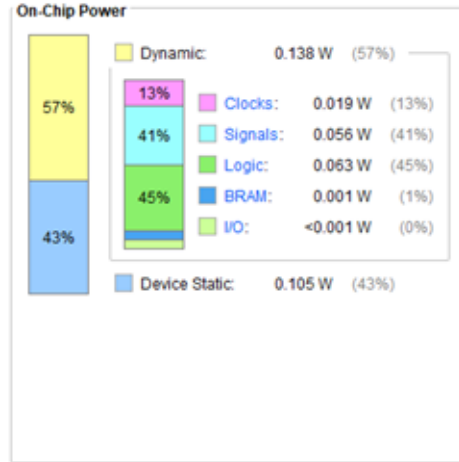 On-Chip Power
57%
43%
Dynamic: 0.138 W (57%)
13%
41%
45%
Clocks: 0.019 W (13%)
Signals: 0.056 W (41%)
Logic: 0.063 W (45%)
BRAM: 0.001 W (1%)
I/O: <0.001 W (0%)
Device Static: 0.105 W (43%)